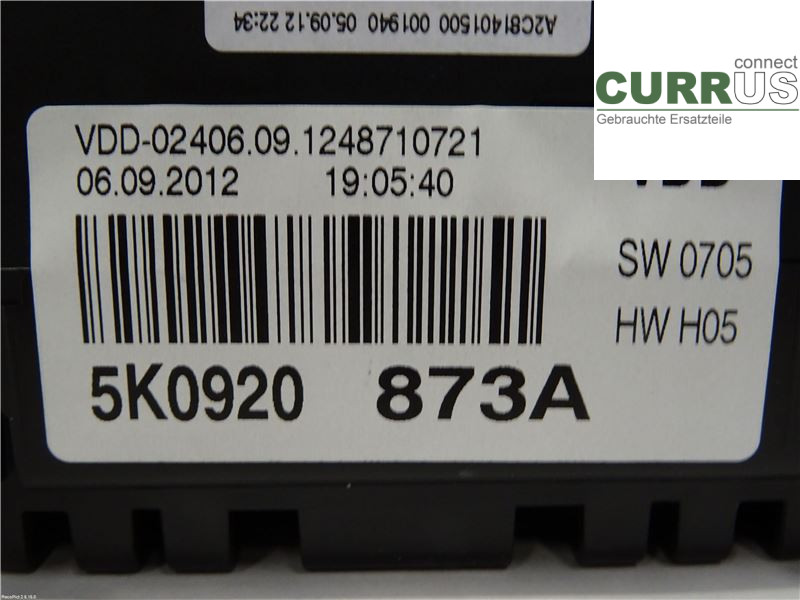 A2C81401500 001940 05.09.12 22:34
connect
CURRUS
Gebrauchte Ersatzteile
VDD-02406.09.1248710721
06.09.2012 19:05:40
SW 0705
HW H05
5K0920 873A